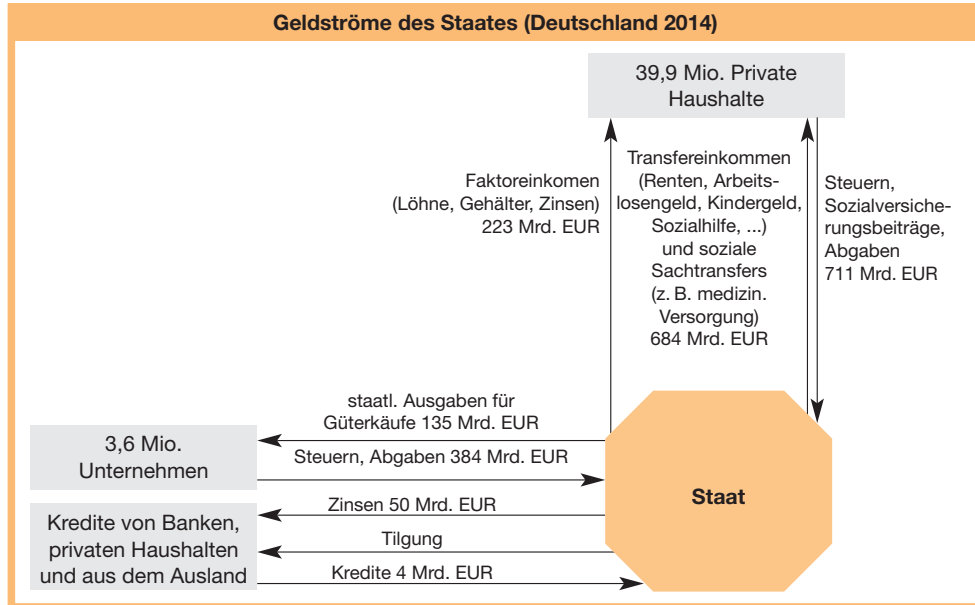 Geldströme des Staates (Deutschland 2014)
39,9 Mio. Private
Haushalte
Faktoreinkomen
(Löhne, Gehälter, Zinsen)
223 Mrd. EUR
Transfereinkommen
(Renten, Arbeits-
losengeld, Kindergeld,
Sozialhilfe, ...)
und soziale
Sachtransfers
(z. B. medizin.
Versorgung)
684 Mrd. EUR
Steuern,
Sozialversiche-
rungsbeiträge,
Abgaben
711 Mrd. EUR
staatl. Ausgaben für
Güterkäufe 135 Mrd. EUR
3,6 Mio.
Unternehmen
Steuern, Abgaben 384 Mrd. EUR
Staat
Zinsen 50 Mrd. EUR
Kredite von Banken,
privaten Haushalten
und aus dem Ausland
Tilgung
Kredite 4 Mrd. EUR